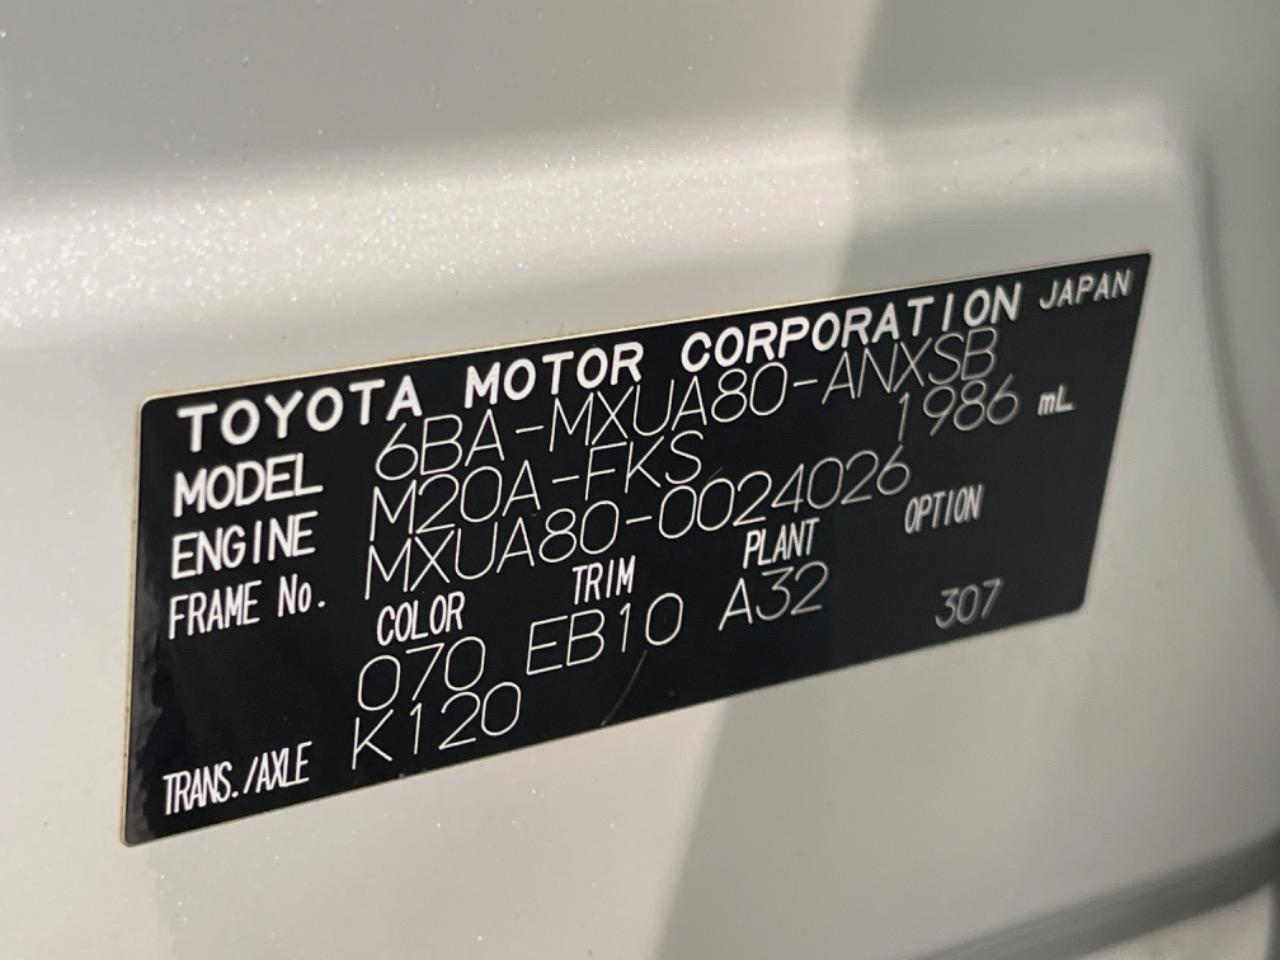 TOYOTA MOTOR CORPORATION JAPAN
MODEL 6BA-MXUA80-ANXSB
ENGINE M20A-FKS 1986 mL
FRAME No. MXUA80-0024026
COLOR TRIM PLANT OPTION
070 EB10 A32 307
TRANS./AXLE K120